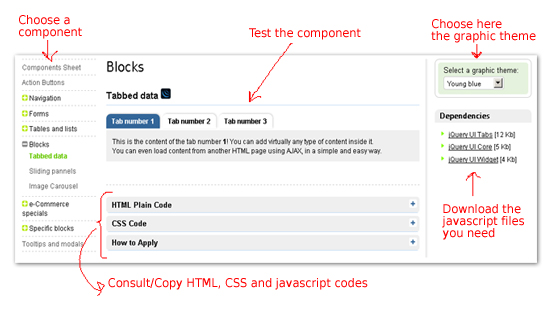 Choose a
component
Test the component
Choose here
the graphic theme
Components Sheet
Action Buttons
Navigation
Forms
Tables and lists
Blocks
Tabbed data
Sliding pannels
Image Carousel
e-Commerce
specials
Specific blocks
Tooltips and modals
Blocks
Tabbed data
Tab number 1 Tab number 2 Tab number 3
This is the content of the tab number 1! You can add virtually any type of content inside it.
You can even load content from another HTML page using AJAX, in a simple and easy way.
HTML Plain Code
CSS Code
How to Apply
Select a graphic theme:
Young blue
Dependencies
jQuery UI Tabs [12 Kb]
jQuery UI Core [5 Kb]
jQuery UI Widget [4 Kb]
Download the
javascript files
you need
Consult/Copy HTML, CSS and javascript codes